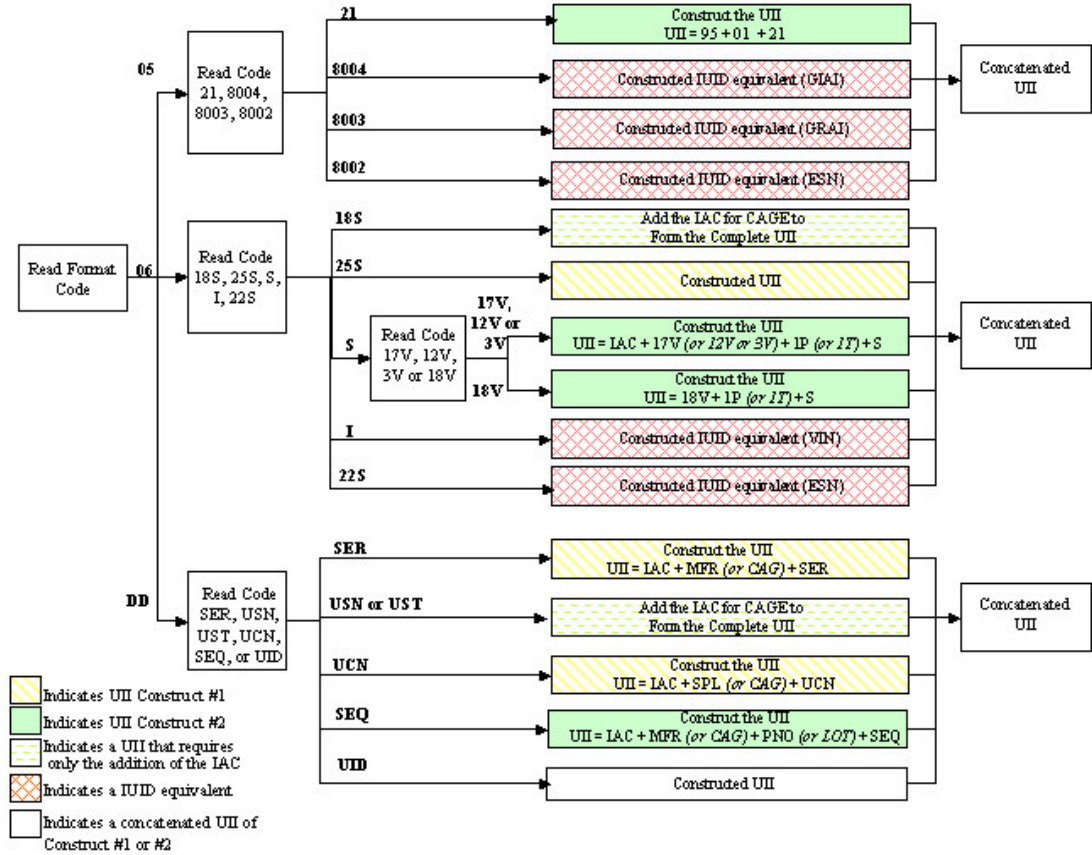 21
Construct the UII
UII = 95 + 01 + 21
05
Read Code
21, 8004,
8003, 8002
8004
Constructed IUID equivalent (GIAI)
Concatenated
UII
8003
Constructed IUID equivalent (GRAI)
8002
Constructed IUID equivalent (ESN)
18S
Add the IAC for CAGE to
Form the Complete UII
Read Format
Code
06
Read Code
18S, 25S, S,
I, 22S
25S
Constructed UII
S
Read Code
17V, 12V,
3V or 18V
17V,
12V or
3V
Construct the UII
UII = IAC + 17V (or 12V or 3V) + 1P (or 1T) + S
Concatenated
UII
18V
Construct the UII
UII = 18V + 1P (or 1T) + S
I
Constructed IUID equivalent (VIN)
22S
Constructed IUID equivalent (ESN)
DD
Read Code
SER, USN,
UST, UCN,
SEQ, or UID
SER
Construct the UII
UII = IAC + MFR (or CAG) + SER
USN or UST
Add the IAC for CAGE to
Form the Complete UII
Concatenated
UII
UCN
Construct the UII
UII = IAC + SPL (or CAG) + UCN
SEQ
Construct the UII
UII = IAC + MFR (or CAG) + PNO (or LOT) + SEQ
UID
Constructed UII
Indicates UII Construct #1
Indicates UII Construct #2
Indicates a UII that requires
only the addition of the IAC
Indicates a IUID equivalent
Indicates a concatenated UII of
Construct #1 or #2